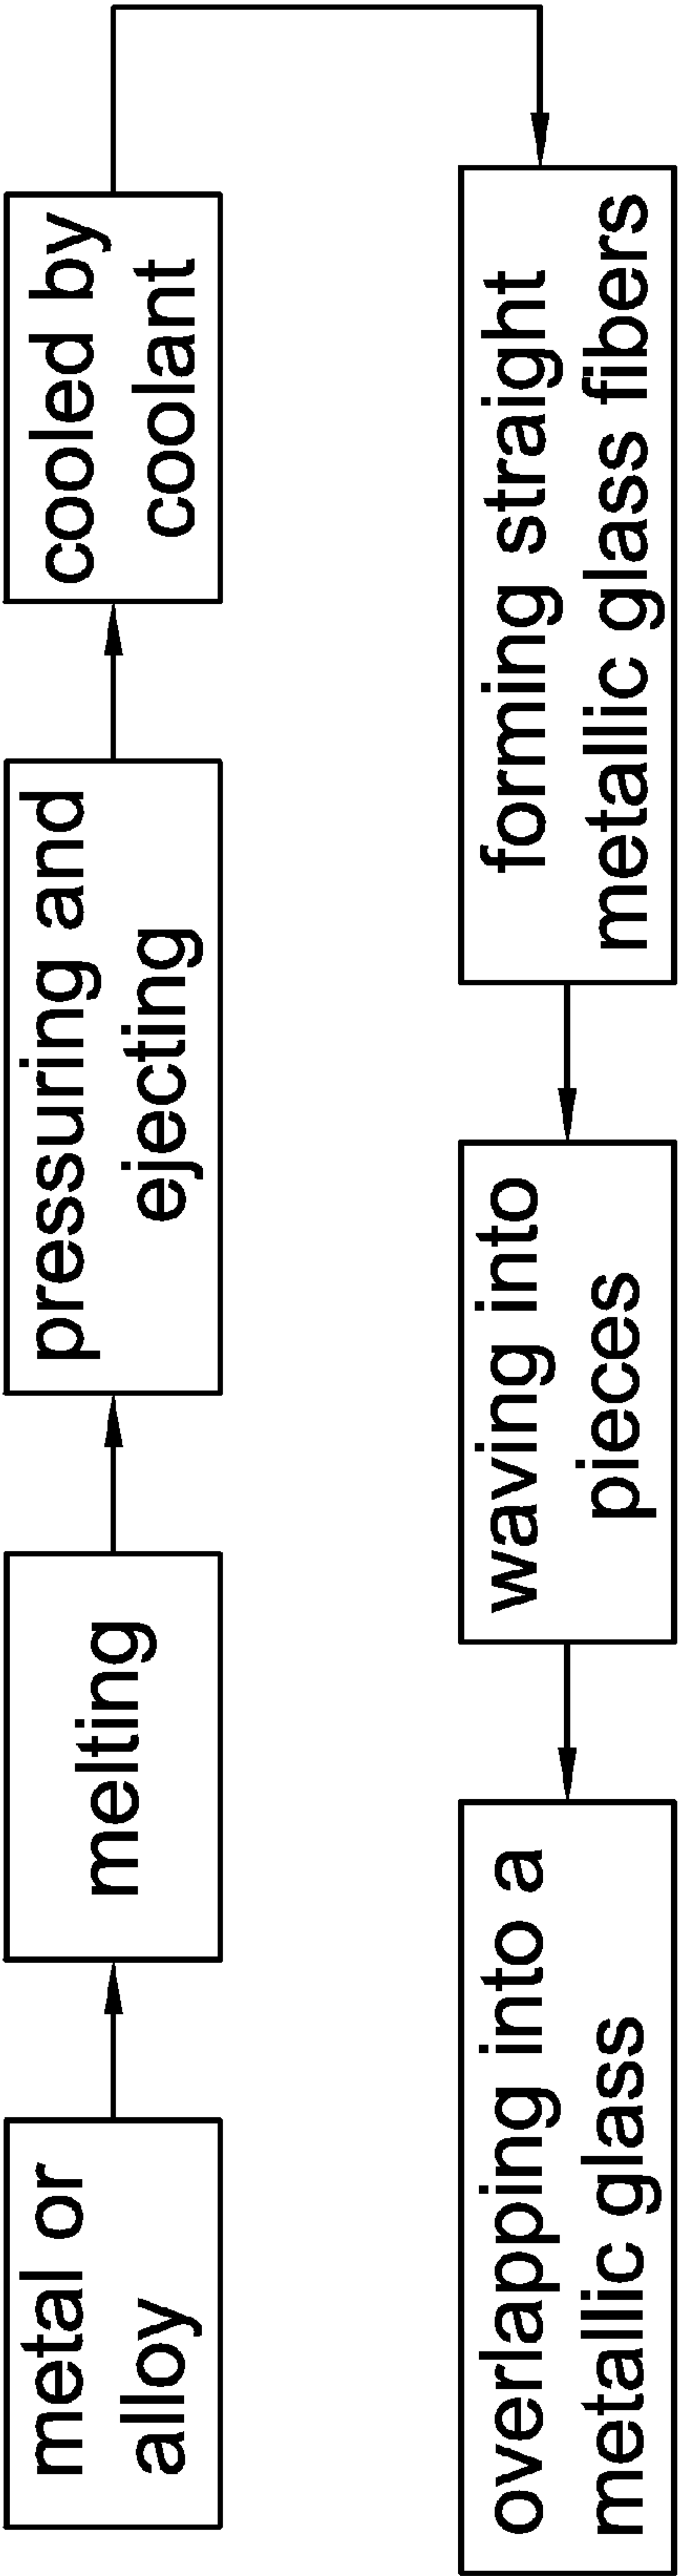 metal or
alloy
melting
pressuring and
ejecting
cooled by
coolant
forming straight
metallic glass fibers
waving into
pieces
overlapping into a
metallic glass